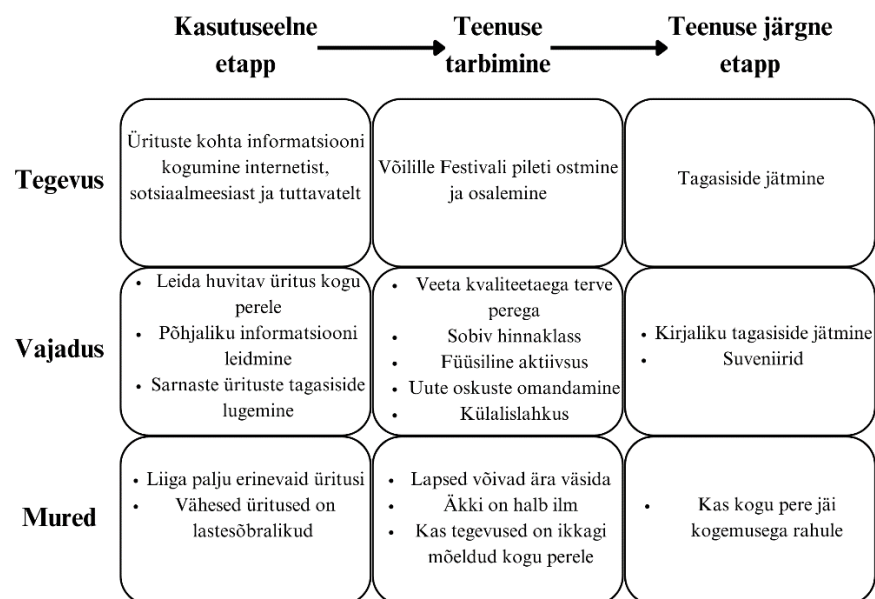 Kasutuseelne
etapp
Teenuse
tarbimine
Teenuse järgne
etapp
Tegevus
Ürituste kohta informatsiooni
kogumine internetist,
sotsiaalmeesiast ja tuttavatelt
Võilille Festivali pileti ostmine
ja osalemine
Tagasiside jätmine
Vajadus
• Leida huvitav üritus kogu
perele
• Põhjaliku informatsiooni
leidmine
• Sarnaste ürituste tagasiside
lugemine
• Veeta kvaliteetaega terve
perega
• Sobiv hinnaklass
• Füüsiline aktiivsus
• Uute oskuste omandamine
• Külalislahkus
• Kirjaliku tagasiside jätmine
• Suveniirid
Mured
• Liiga palju erinevaid üritusi
• Vähesed üritused on
lastesõbralikud
• Lapsed võivad ära väsida
• Äkki on halb ilm
• Kas tegevused on ikkagi
mõeldud kogu perele
• Kas kogu pere jäi
kogemusega rahule